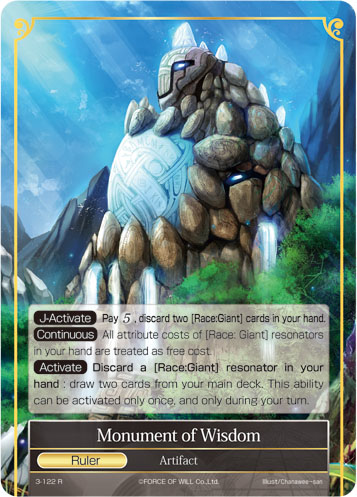 J-Activate Pay 5, discard two [Race:Giant] cards in your hand.
Continuous All attribute costs of [Race: Giant] resonators
in your hand are treated as free cost.
Activate Discard a [Race:Giant] resonator in your
hand : draw two cards from your main deck. This ability
can be activated only once, and only during your turn.
Monument of Wisdom
Ruler Artifact
3-122 R ©FORCE OF WILL Co.,Ltd. Illust/Chanawee-san